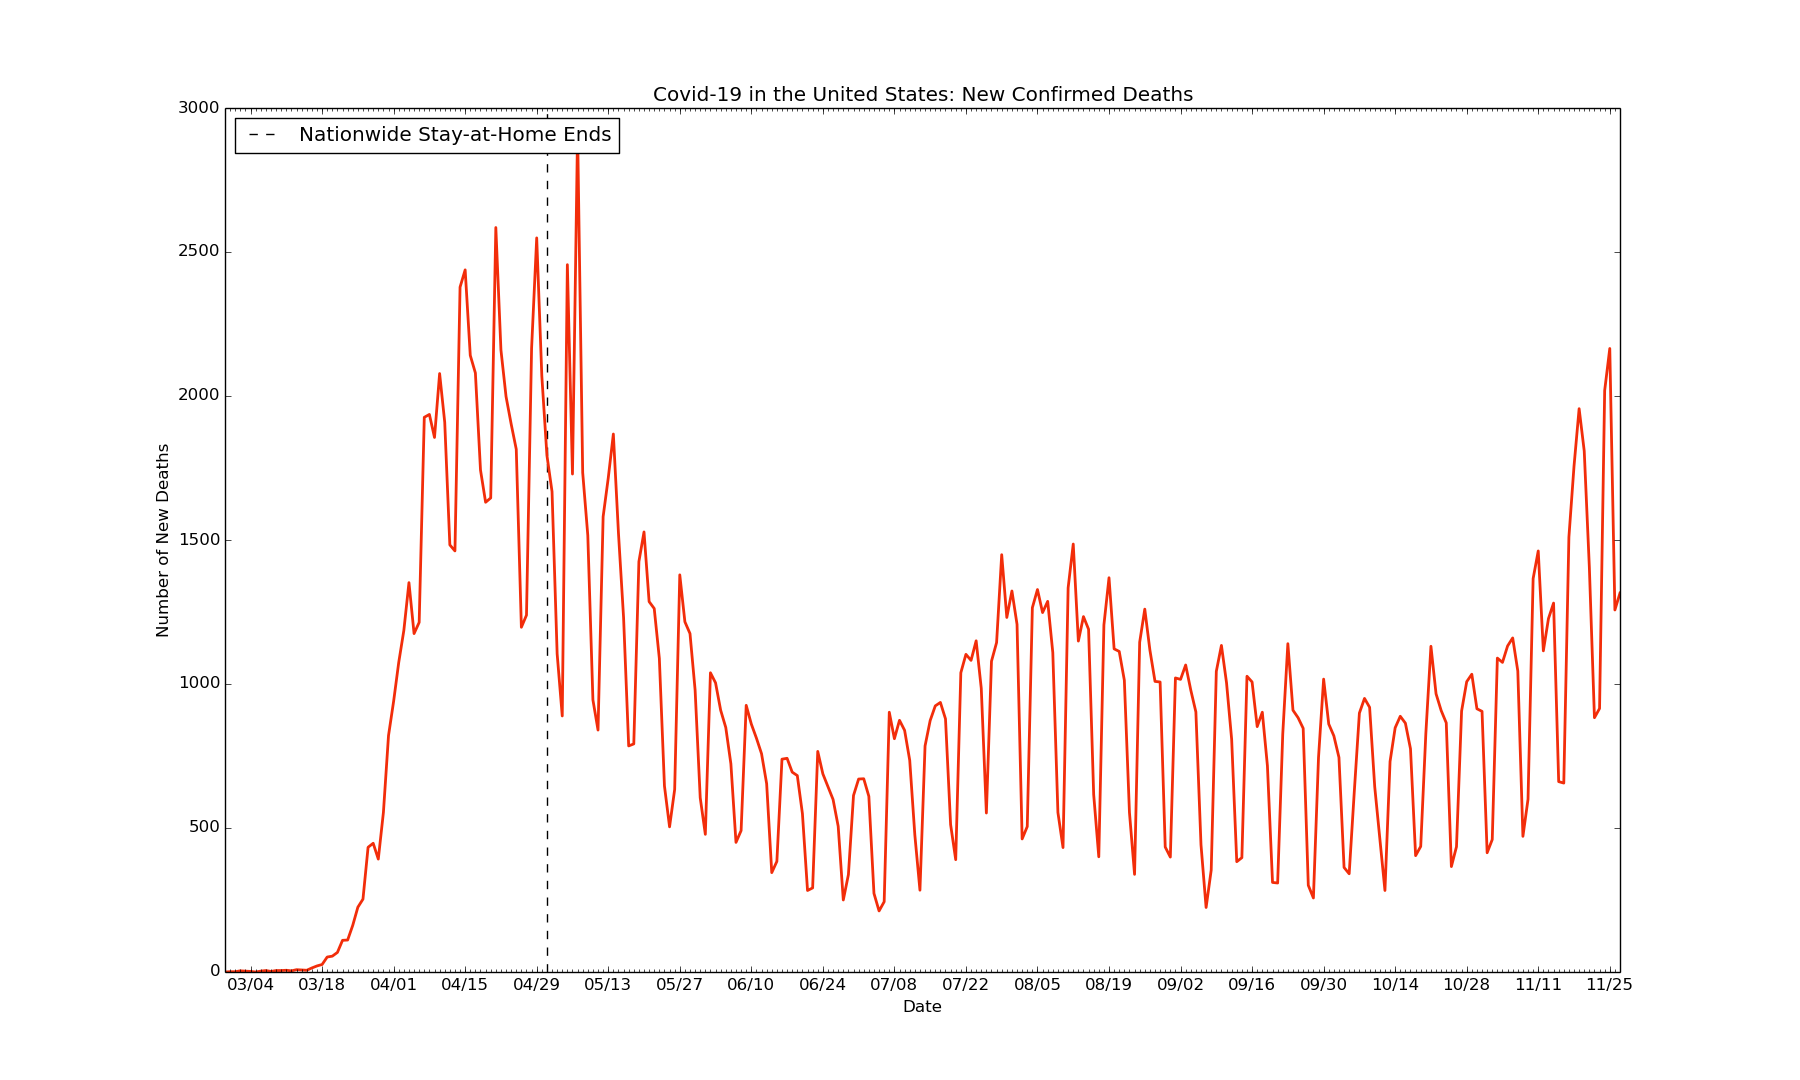 Covid-19 in the United States: New Confirmed Deaths
Nationwide Stay-at-Home Ends
3000
2500
2000
1500
1000
500
0
Number of New Deaths
03/04 03/18 04/01 04/15 04/29 05/13 05/27 06/10 06/24 07/08 07/22 08/05 08/19 09/02 09/16 09/30 10/14 10/28 11/11 11/25
Date